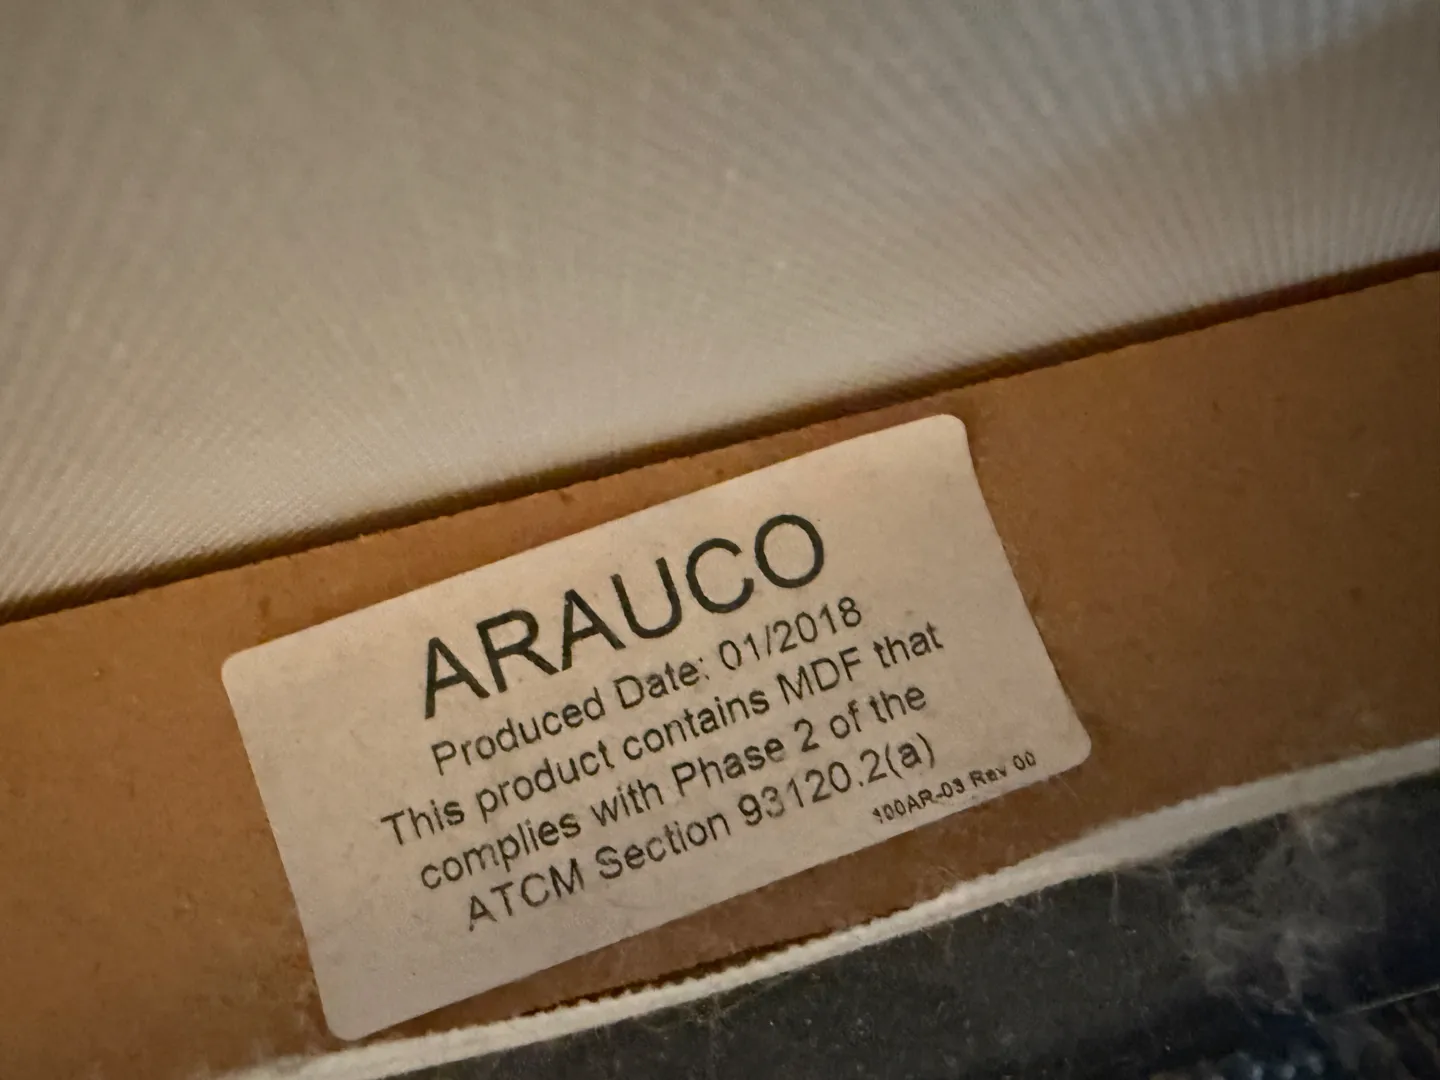 ARAUCO
Produced Date: 01/2018
This product contains MDF that
complies with Phase 2 of the
ATCM Section 93120.2(a)
100AR-03 Rev 00